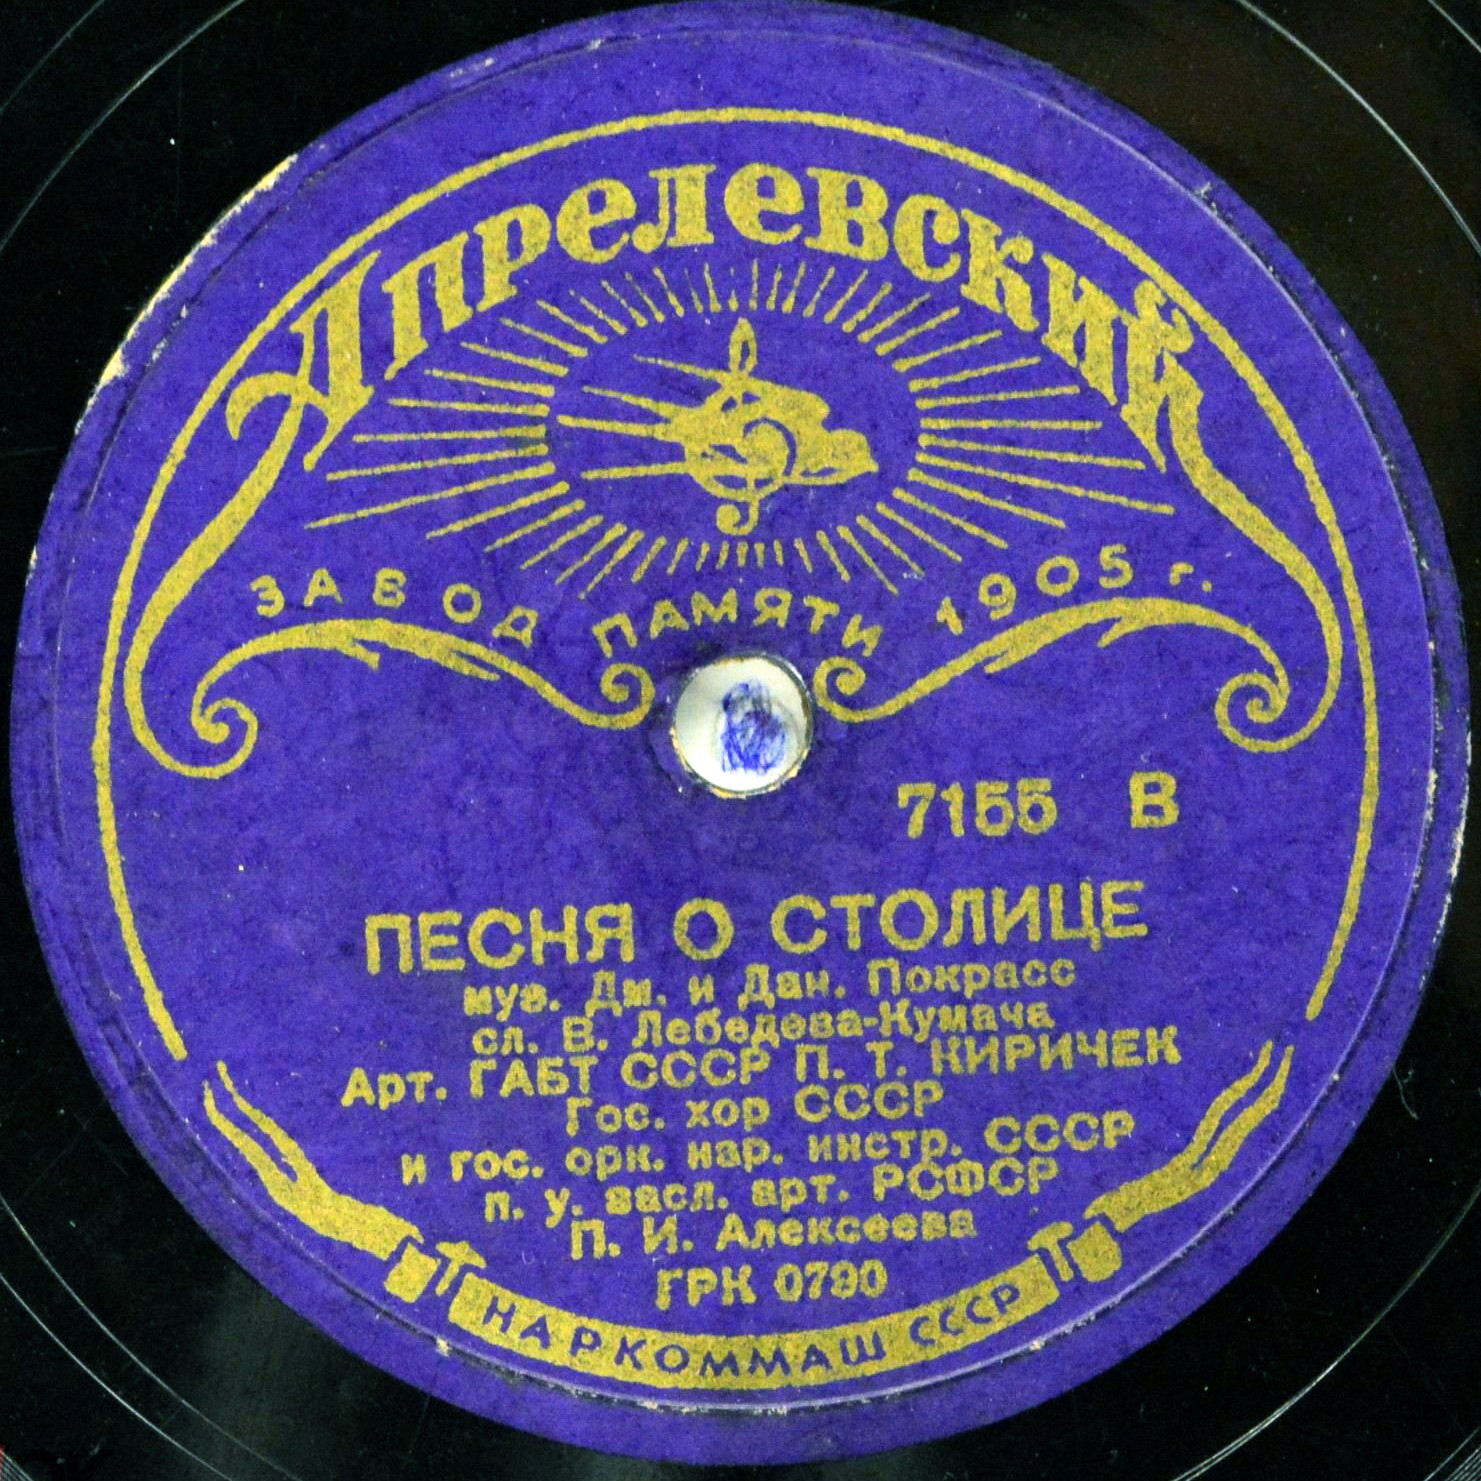 Апрелевский
ЗАВОД ПАМЯТИ 1905 г.
7155 В
ПЕСНЯ О СТОЛИЦЕ
муз. Дм. и Дан. Покрасс
сл. В. Лебедева-Кумача
Арт. ГАБТ СССР П. Т. КИРИЧЕК
Гос. хор СССР
и гос. орк. нар. инстр. СССР
п. у. засл. арт. РСФСР
П. И. Алексеева
ГРК 0790
НАРКОММАШ СССР